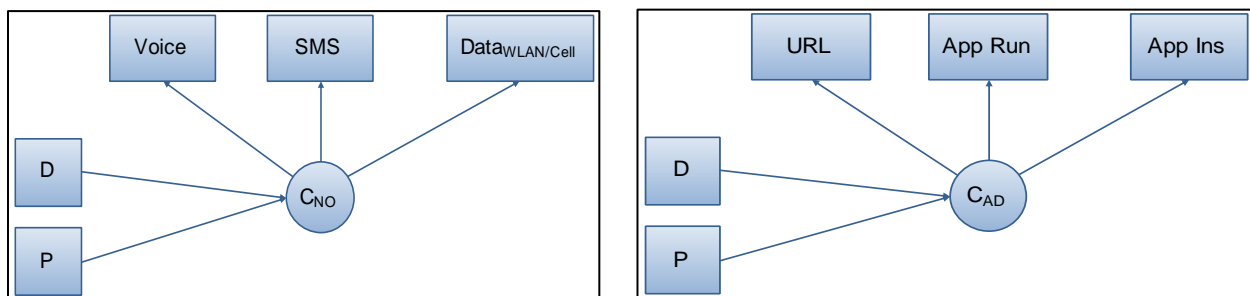 Voice
SMS
DataWLAN/Cell
D
CNO
P
URL
App Run
App Ins
D
CAD
P